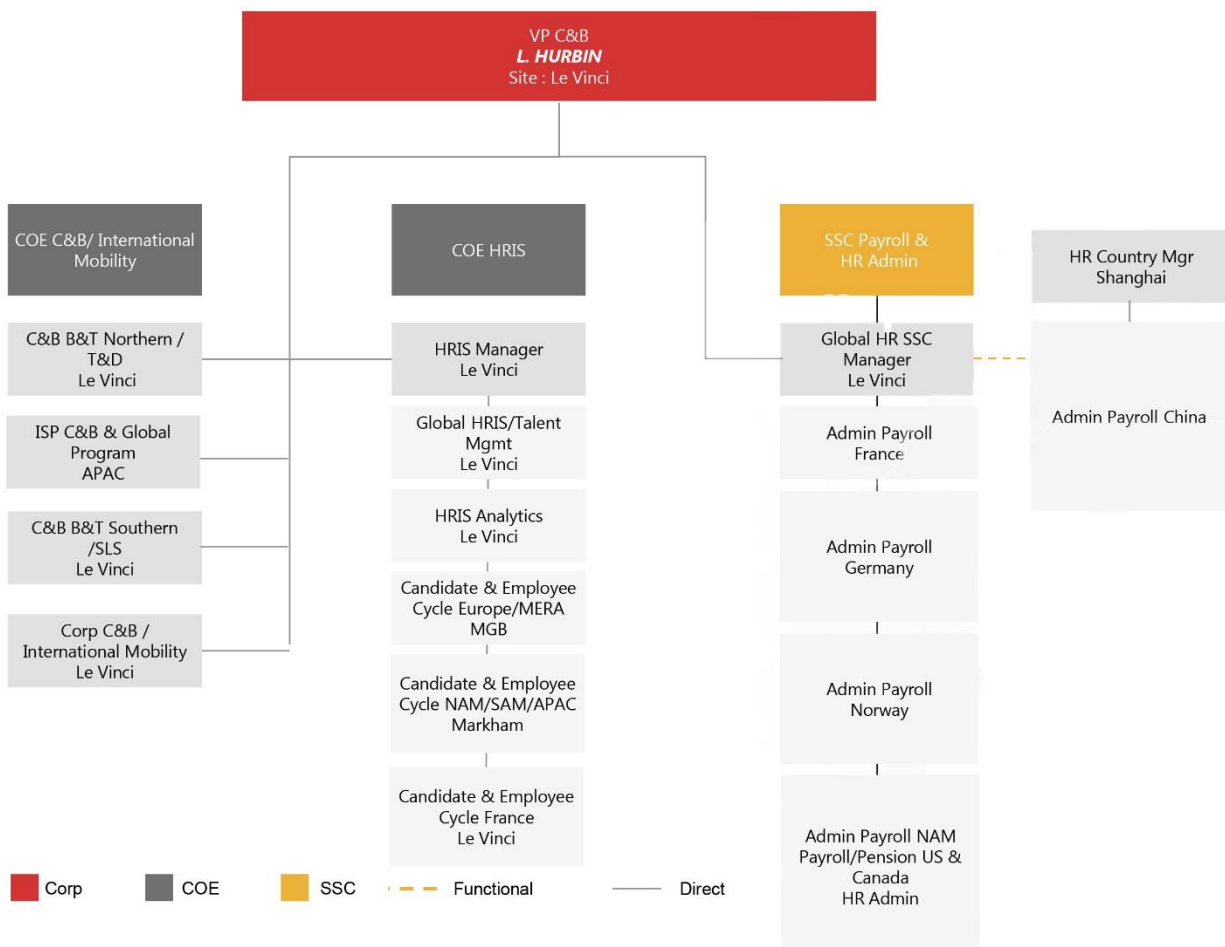 VP C&B
L. HURBIN
Site : Le Vinci
COE C&B/ International
Mobility
C&B B&T Northern /
T&D
Le Vinci
ISP C&B & Global
Program
APAC
C&B B&T Southern
/SLS
Le Vinci
Corp C&B /
International Mobility
Le Vinci
COE HRIS
HRIS Manager
Le Vinci
Global HRIS/Talent
Mgmt
Le Vinci
HRIS Analytics
Le Vinci
Candidate & Employee
Cycle Europe/MERA
MGB
Candidate & Employee
Cycle NAM/SAM/APAC
Markham
Candidate & Employee
Cycle France
Le Vinci
SSC Payroll &
HR Admin
Global HR SSC
Manager
Le Vinci
Admin Payroll
France
Admin Payroll
Germany
Admin Payroll
Norway
Admin Payroll NAM
Payroll/Pension US &
Canada
HR Admin
HR Country Mgr
Shanghai
Admin Payroll China
Corp
COE
SSC
Functional
Direct